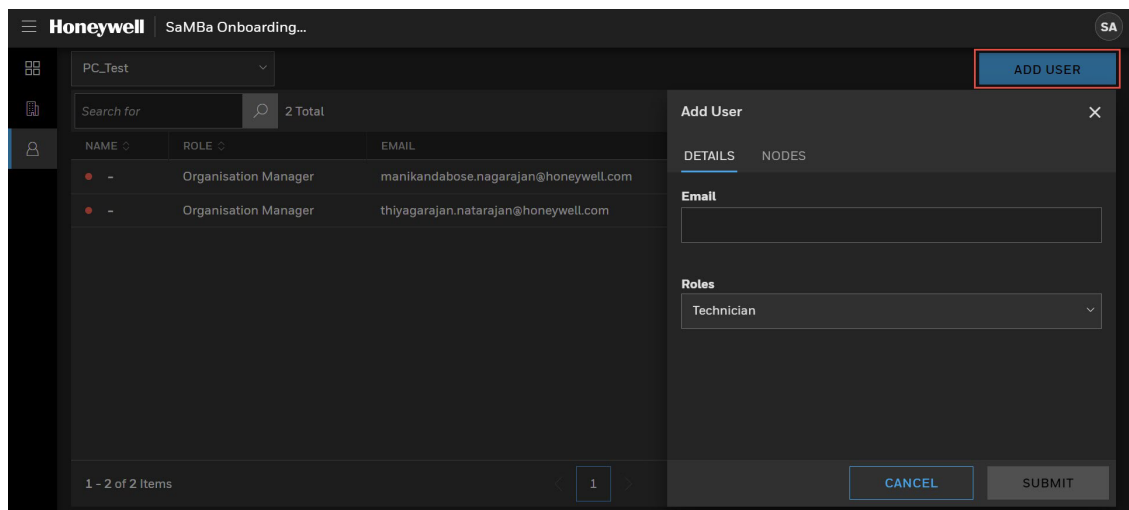 Honeywell SaMBa Onboarding... SA
PC_Test ADD USER
Search for 2 Total
NAME ROLE EMAIL
- Organisation Manager manikandabose.nagarajan@honeywell.com
- Organisation Manager thiyagarajan.natarajan@honeywell.com
1 - 2 of 2 Items 1
Add User
DETAILS NODES
Email
Roles
Technician
CANCEL SUBMIT